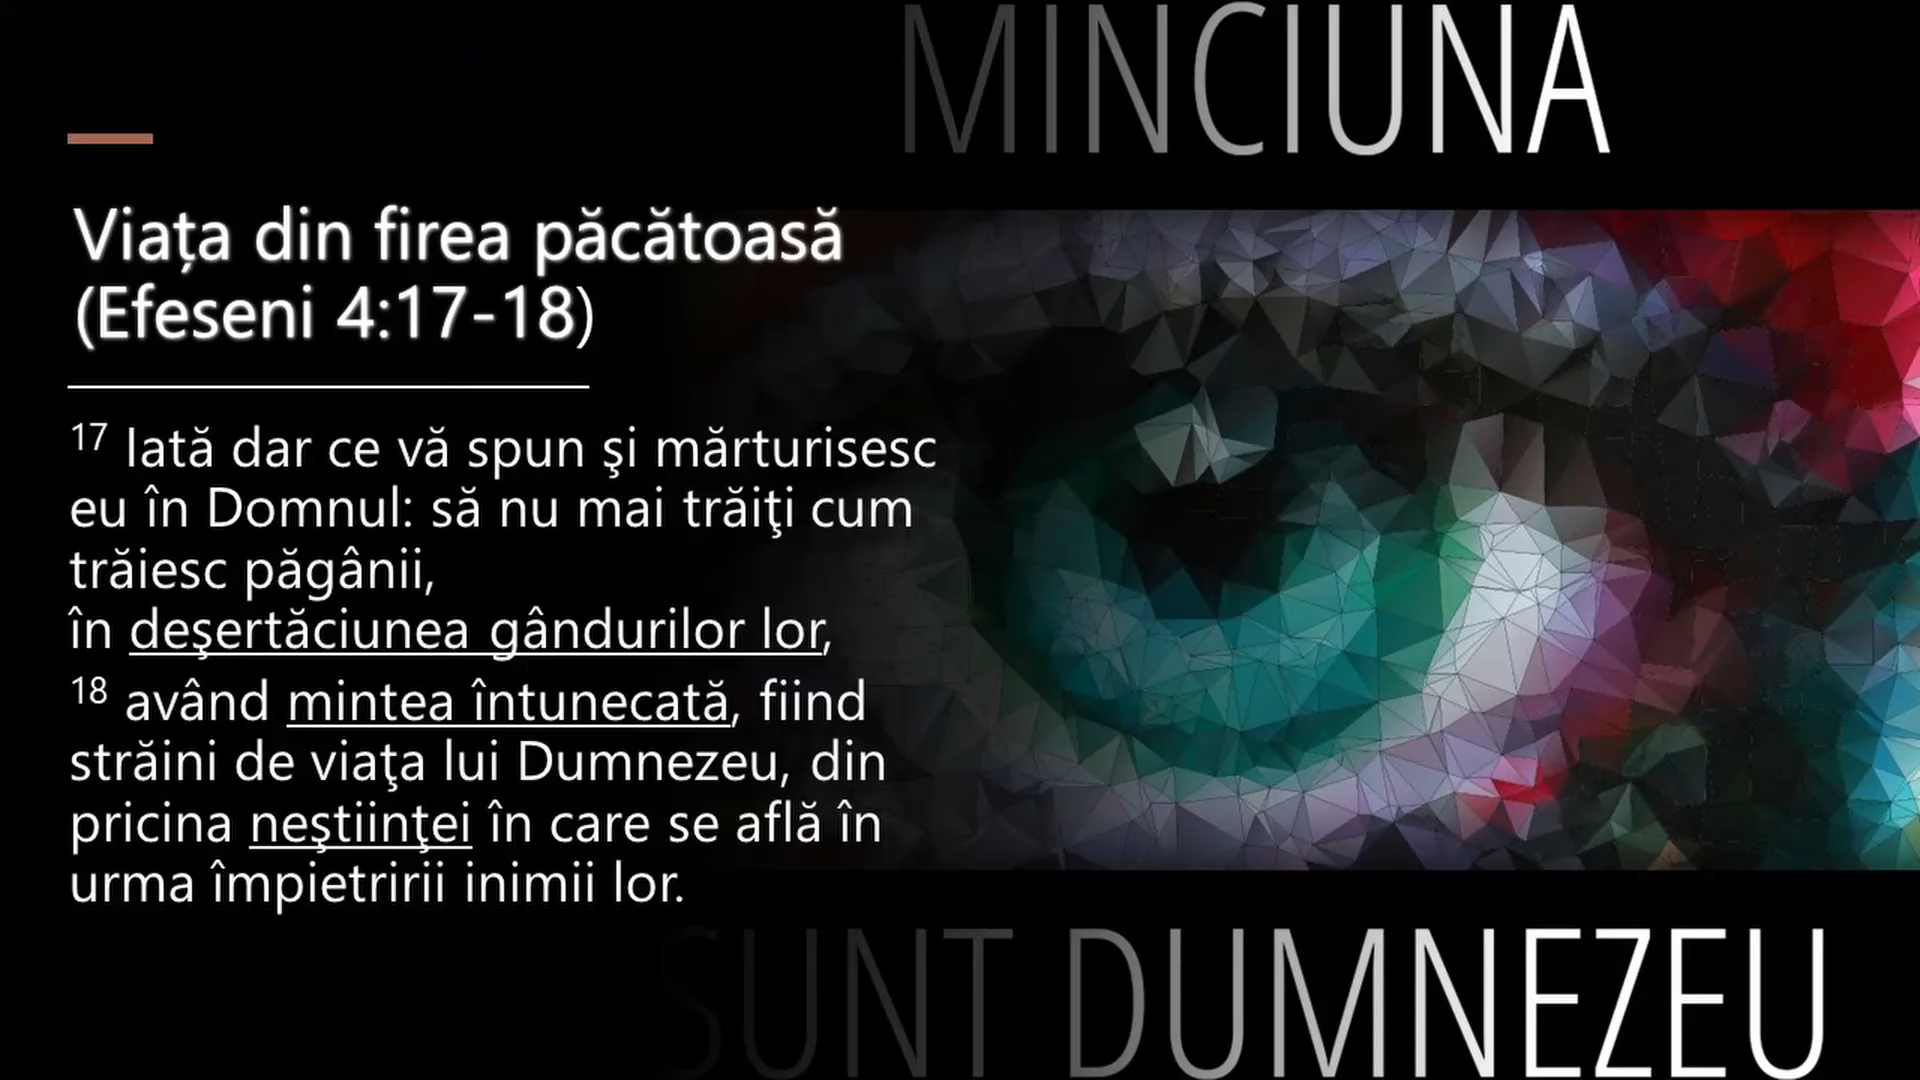 MINCIUNA
Viața din firea păcătoasă
(Efeseni 4:17-18)
17 Iată dar ce vă spun şi mărturisesc
eu în Domnul: să nu mai trăiţi cum
trăiesc păgânii,
în deşertăciunea gândurilor lor,
18 având mintea întunecată, fiind
străini de viaţa lui Dumnezeu, din
pricina neştiinţei în care se află în
urma împietririi inimii lor.
SUNT DUMNEZEU